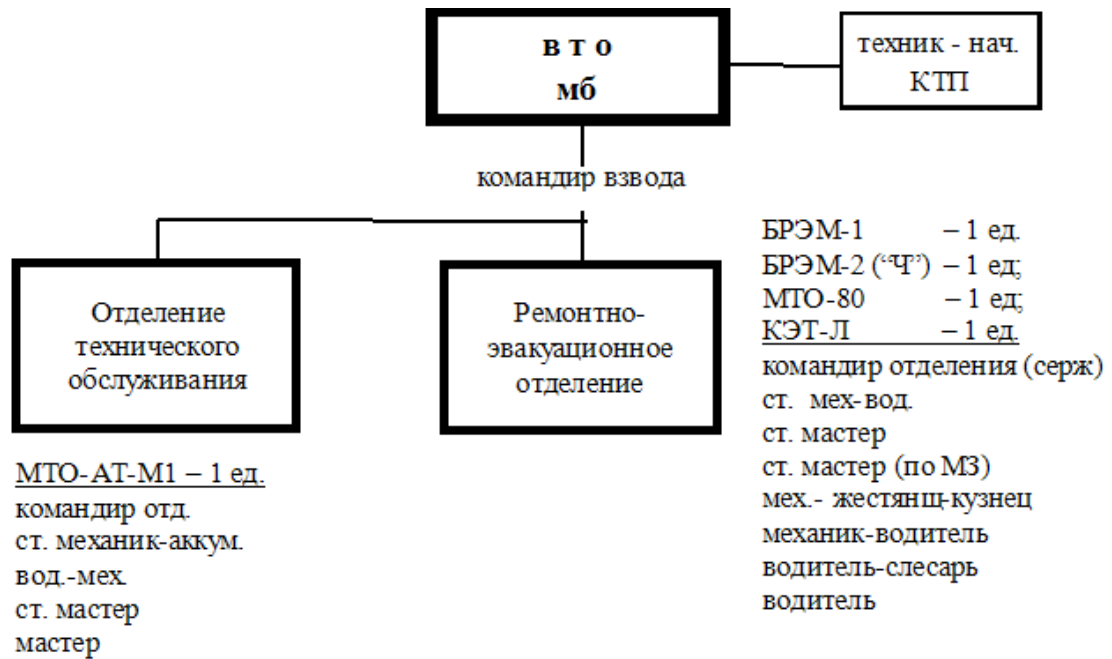 в т о
мб
техник - нач.
КТП
командир взвода
Отделение
технического
обслуживания
Ремонтно-
эвакуационное
отделение
МТО-АТ-М1 – 1 ед.
командир отд.
ст. механик-аккум.
вод.-мех.
ст. мастер
мастер
БРЭМ-1 – 1 ед.
БРЭМ-2 (“Ч”) – 1 ед;
МТО-80 – 1 ед;
КЭТ-Л – 1 ед.
командир отделения (серж)
ст. мех-вод.
ст. мастер
ст. мастер (по МЗ)
мех.- жестянщ-кузнец
механик-водитель
водитель-слесарь
водитель